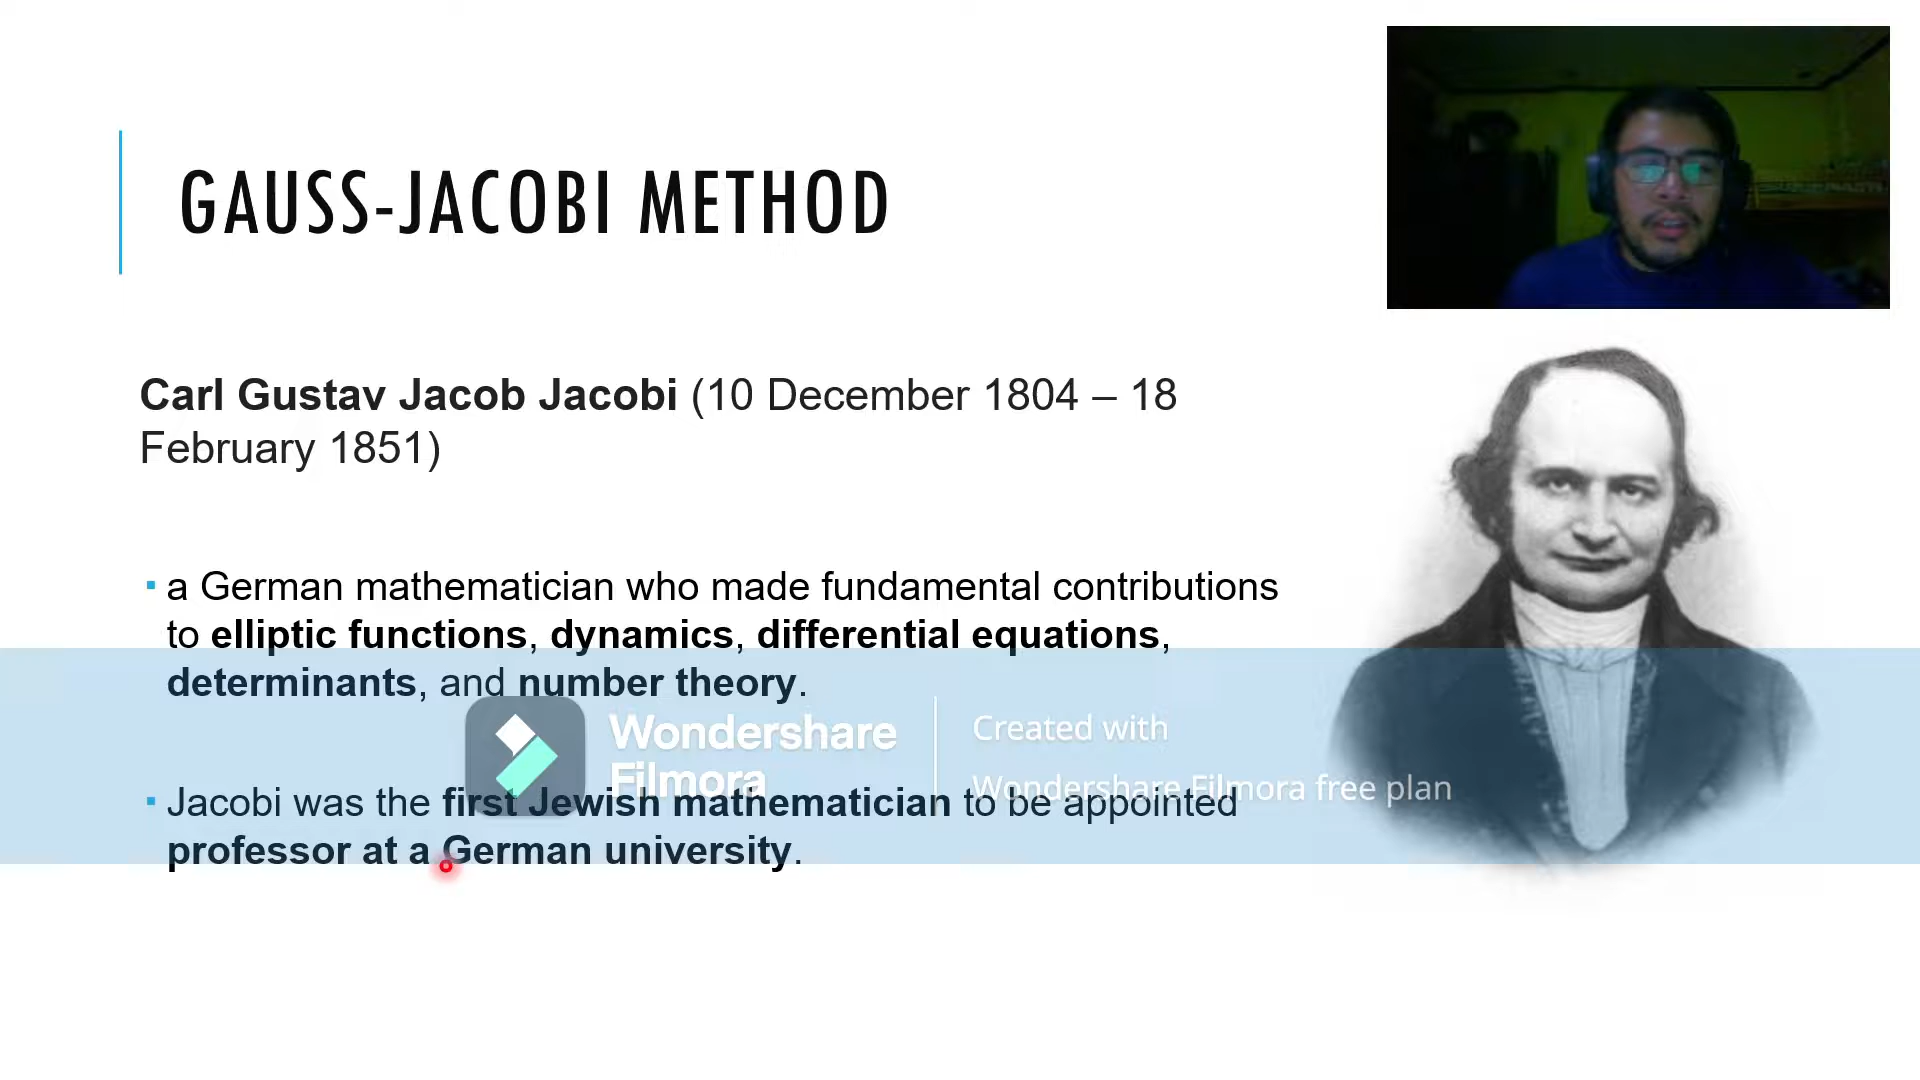 GAUSS-JACOBI METHOD
Carl Gustav Jacob Jacobi (10 December 1804 – 18
February 1851)
▪ a German mathematician who made fundamental contributions
to elliptic functions, dynamics, differential equations,
determinants, and number theory.
Wondershare
Filmora
Created with
Wondershare Filmora free plan
▪ Jacobi was the first Jewish mathematician to be appointed
professor at a German university.